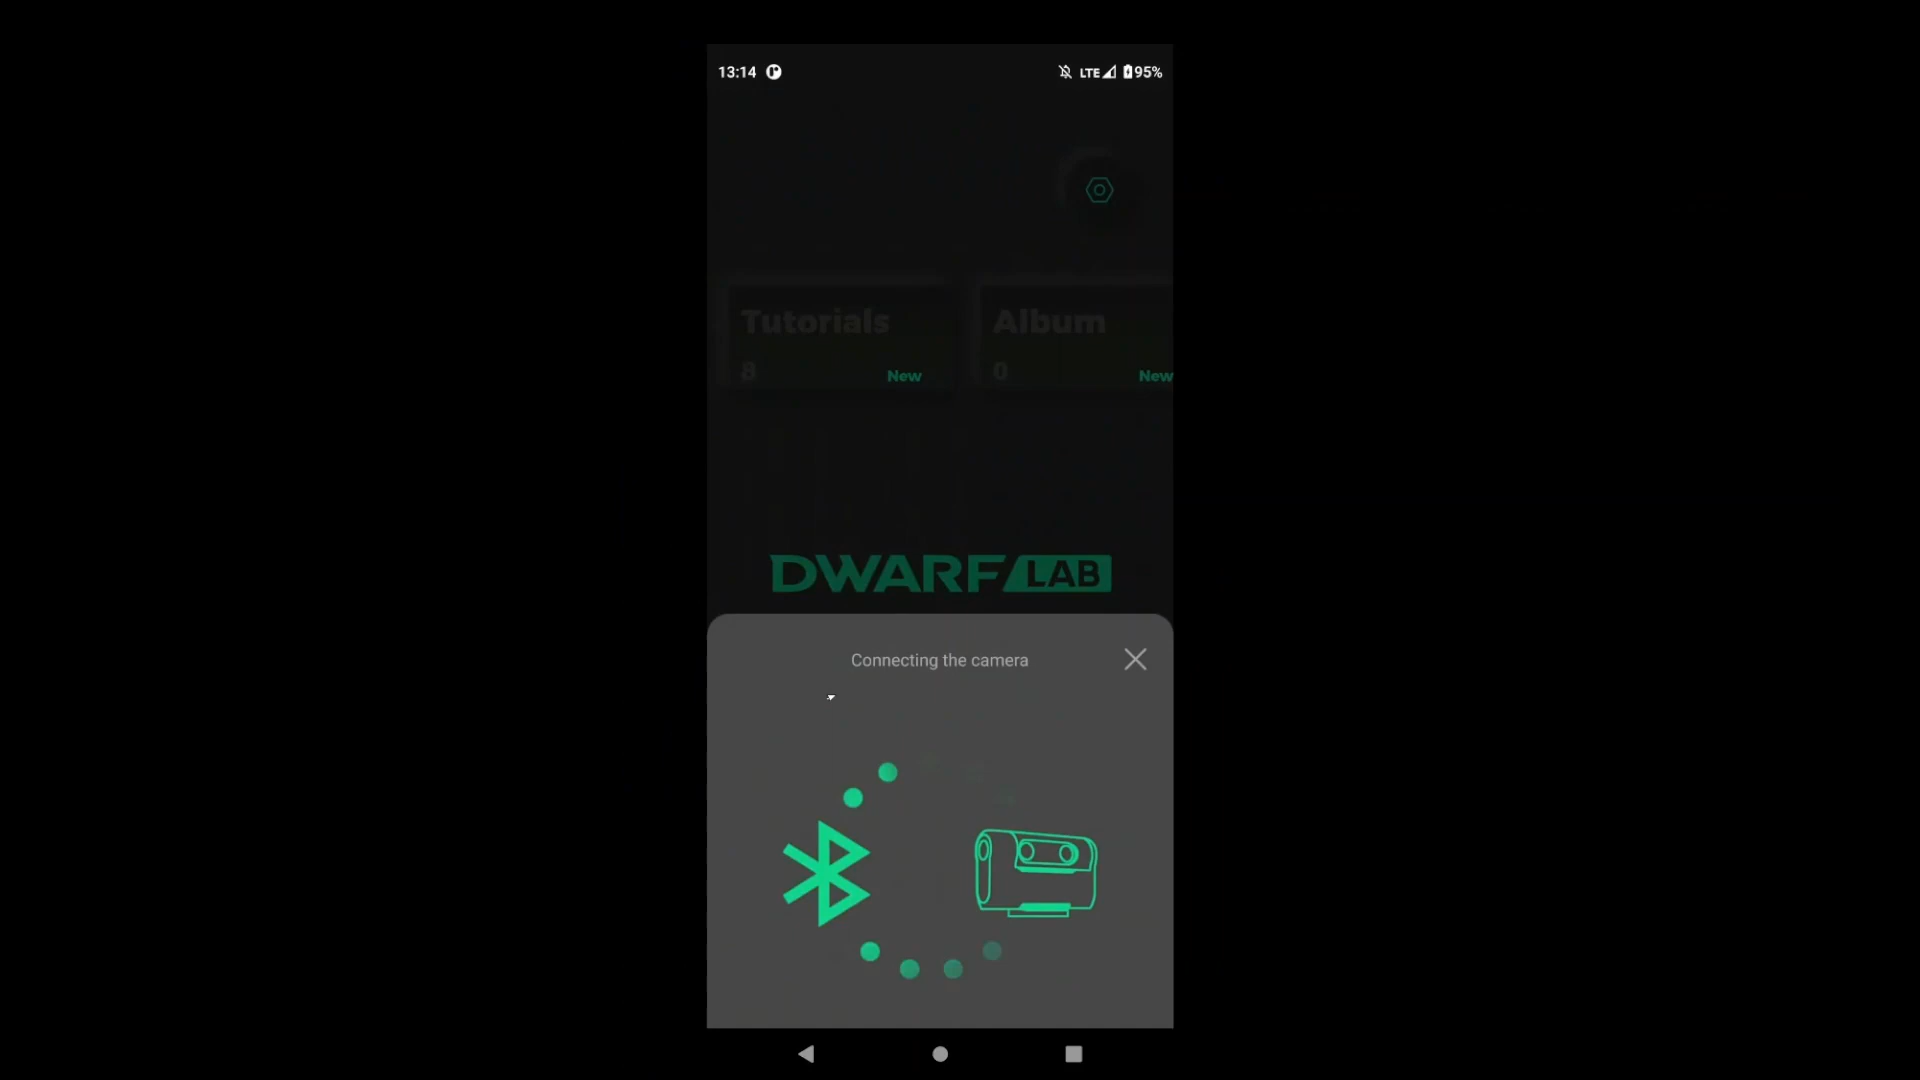 13:14
LTE 95%
Tutorials
8
New
Album
0
New
DWARF LAB
Connecting the camera